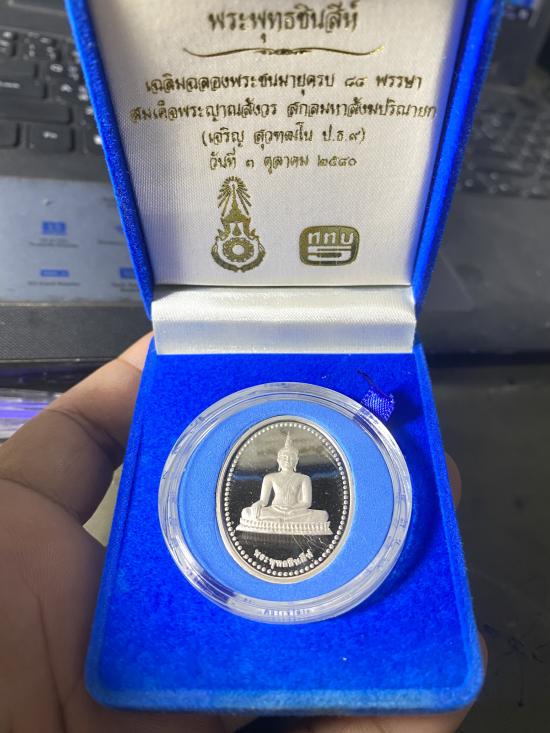 พระพุทธชินสีห์
เฉลิมฉลองพระชนมายุครบ ๘๔ พรรษา
สมเด็จพระญาณสังวร สกลมหาสังฆปริณายก
(เจริญ สุวฑฺฒโน ป.ธ.๙)
วันที่ ๓ ตุลาคม ๒๕๔๐
ททบ
5
พระพุทธชินสีห์